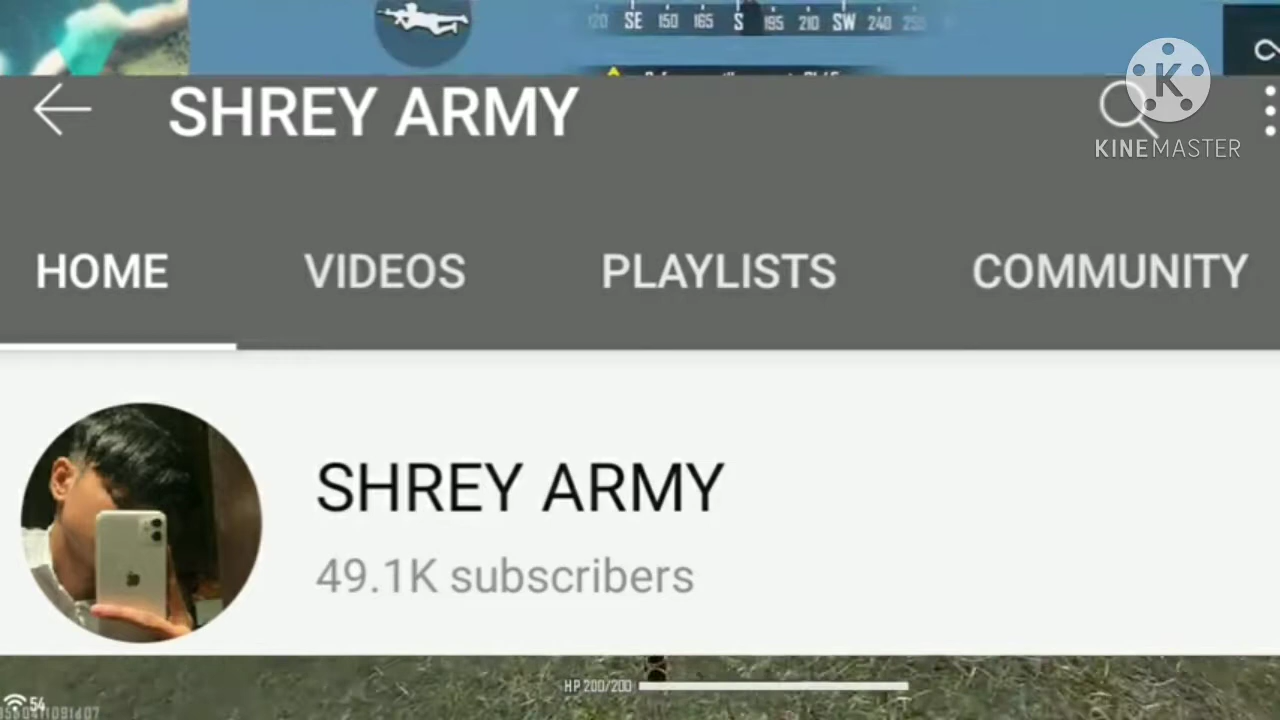 SE 150 165 S 195 210 SW 240
SHREY ARMY
KINEMASTER
HOME VIDEOS PLAYLISTS COMMUNITY
SHREY ARMY
49.1K subscribers
HP 200/200
54